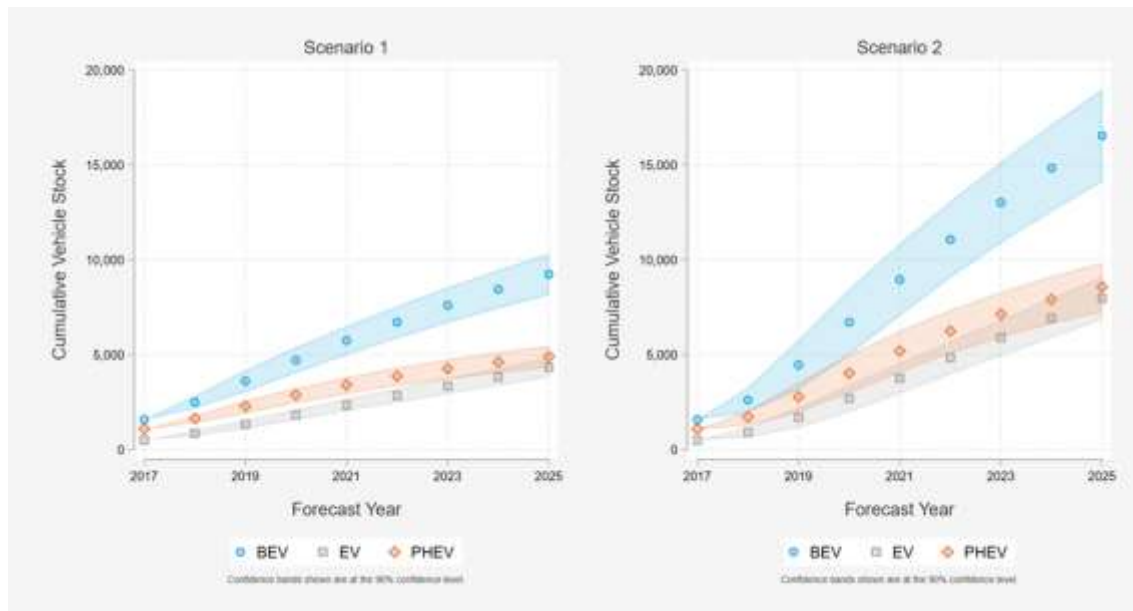 Scenario 1
20,000
15,000
10,000
5,000
0
Cumulative Vehicle Stock
2017
2019
2021
2023
2025
Forecast Year
BEV
EV
PHEV
Confidence bands shown are at the 90% confidence level
Scenario 2
20,000
15,000
10,000
5,000
0
Cumulative Vehicle Stock
2017
2019
2021
2023
2025
Forecast Year
BEV
EV
PHEV
Confidence bands shown are at the 90% confidence level